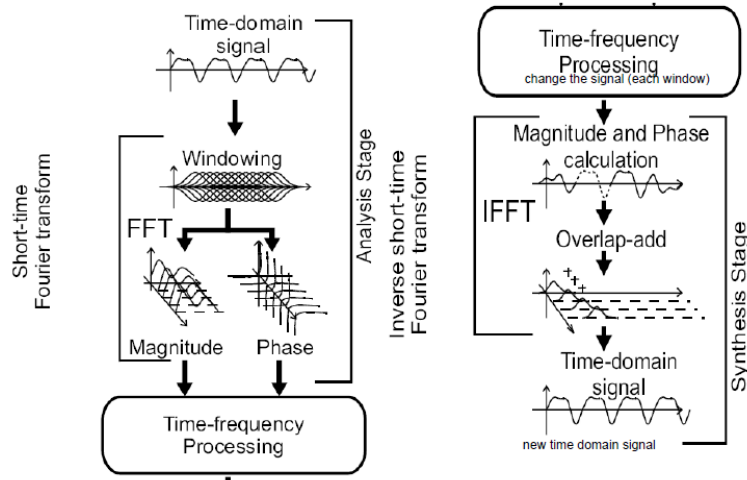 Time-domain
signal
Windowing
FFT
Magnitude
Phase
Short-time
Fourier transform
Analysis Stage
Time-frequency
Processing
Time-frequency
Processing
change the signal (each window)
Magnitude and Phase
calculation
IFFT
Overlap-add
Time-domain
signal
new time domain signal
Inverse short-time
Fourier transform
Synthesis Stage